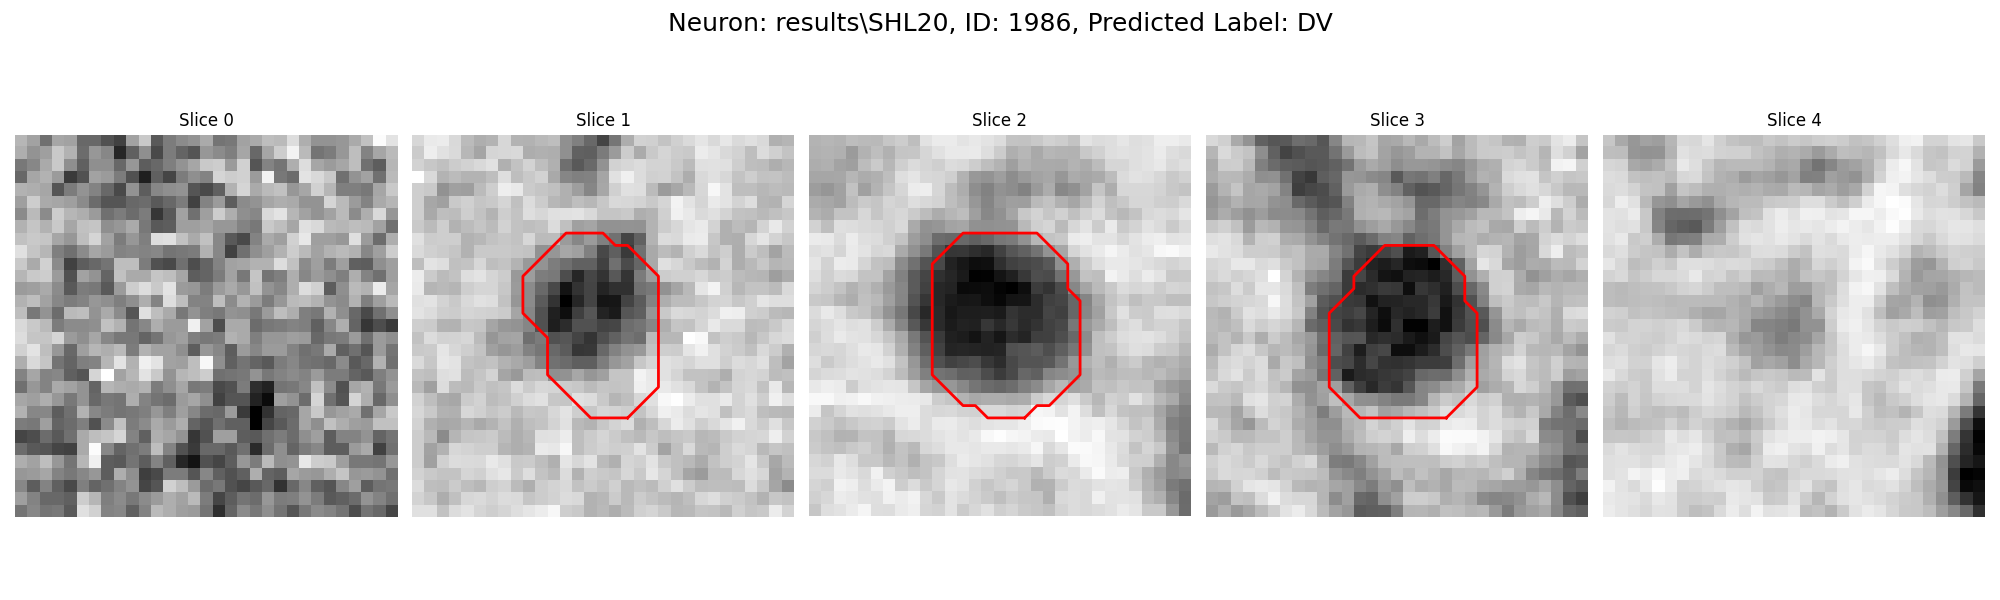 Neuron: results\SHL20, ID: 1986, Predicted Label: DV
Slice 0
Slice 1
Slice 2
Slice 3
Slice 4